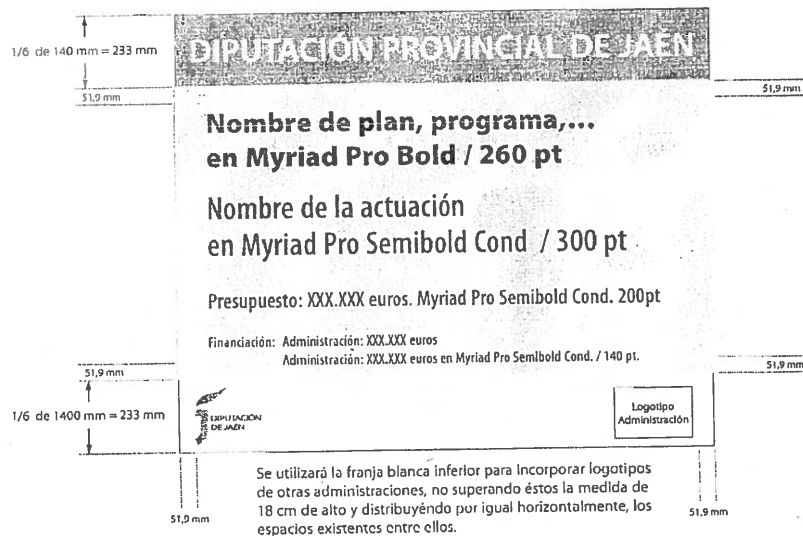 DIPUTACIÓN PROVINCIAL DE JAÉN
1/6 de 140 mm = 233 mm
51,9 mm
51,9 mm
Nombre de plan, programa,...
en Myriad Pro Bold / 260 pt
Nombre de la actuación
en Myriad Pro Semibold Cond / 300 pt
Presupuesto: XXX.XXX euros. Myriad Pro Semibold Cond. 200pt
Financiación: Administración: XXX.XXX euros
Administración: XXX.XXX euros en Myriad Pro Semibold Cond. / 140 pt.
51,9 mm
51,9 mm
1/6 de 1400 mm = 233 mm
DIPUTACIÓN
DE JAÉN
Logotipo
Administración
51,9 mm
51,9 mm
Se utilizará la franja blanca inferior para incorporar logotipos
de otras administraciones, no superando éstos la medida de
18 cm de alto y distribuyéndo por igual horizontalmente, los
espacios existentes entre ellos.